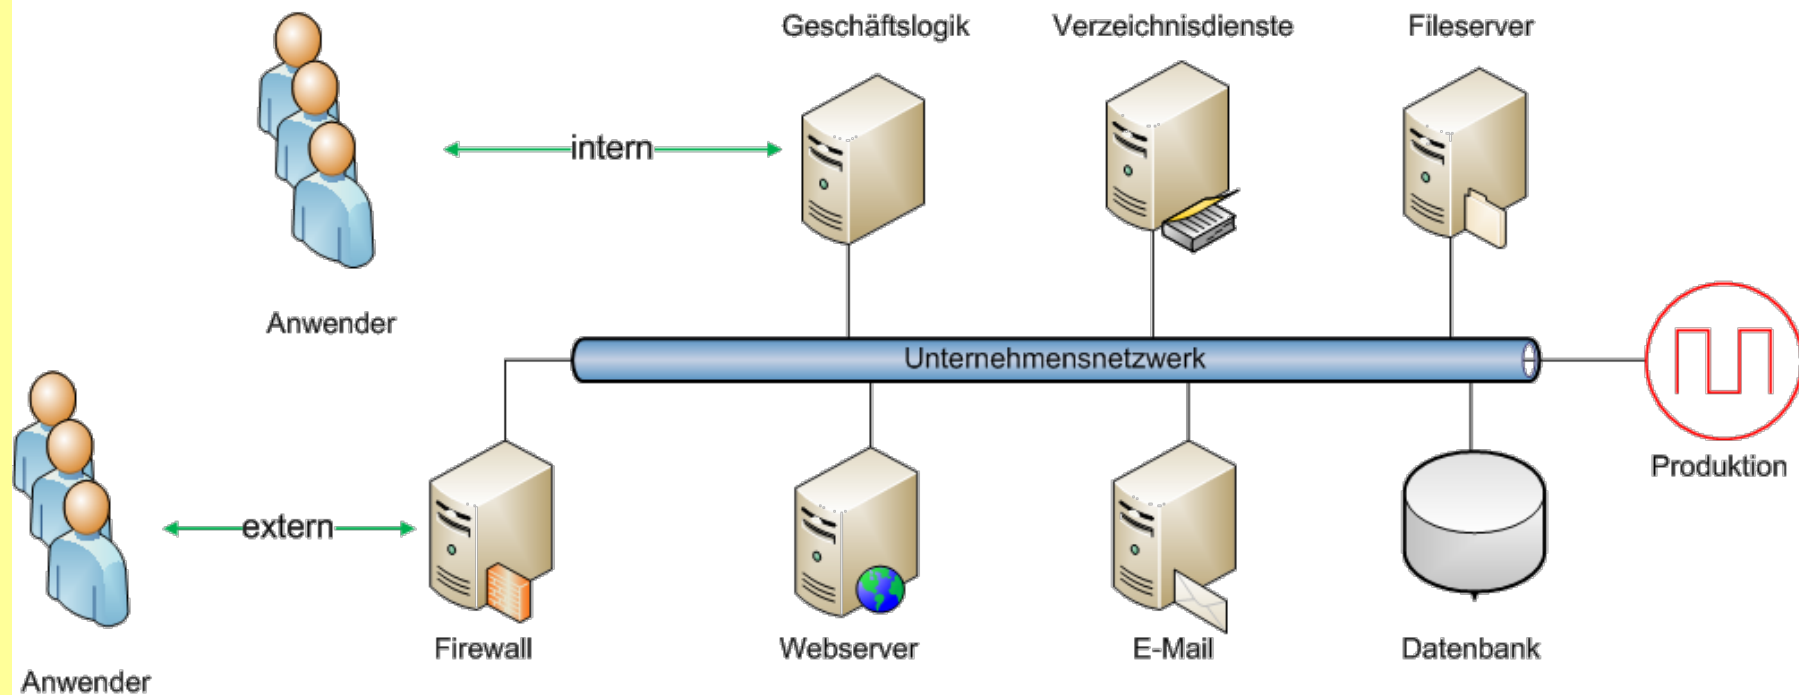 Geschäftslogik
Verzeichnisdienste
Fileserver
intern
Anwender
Unternehmensnetzwerk
Produktion
extern
Firewall
Webserver
E-Mail
Datenbank
Anwender